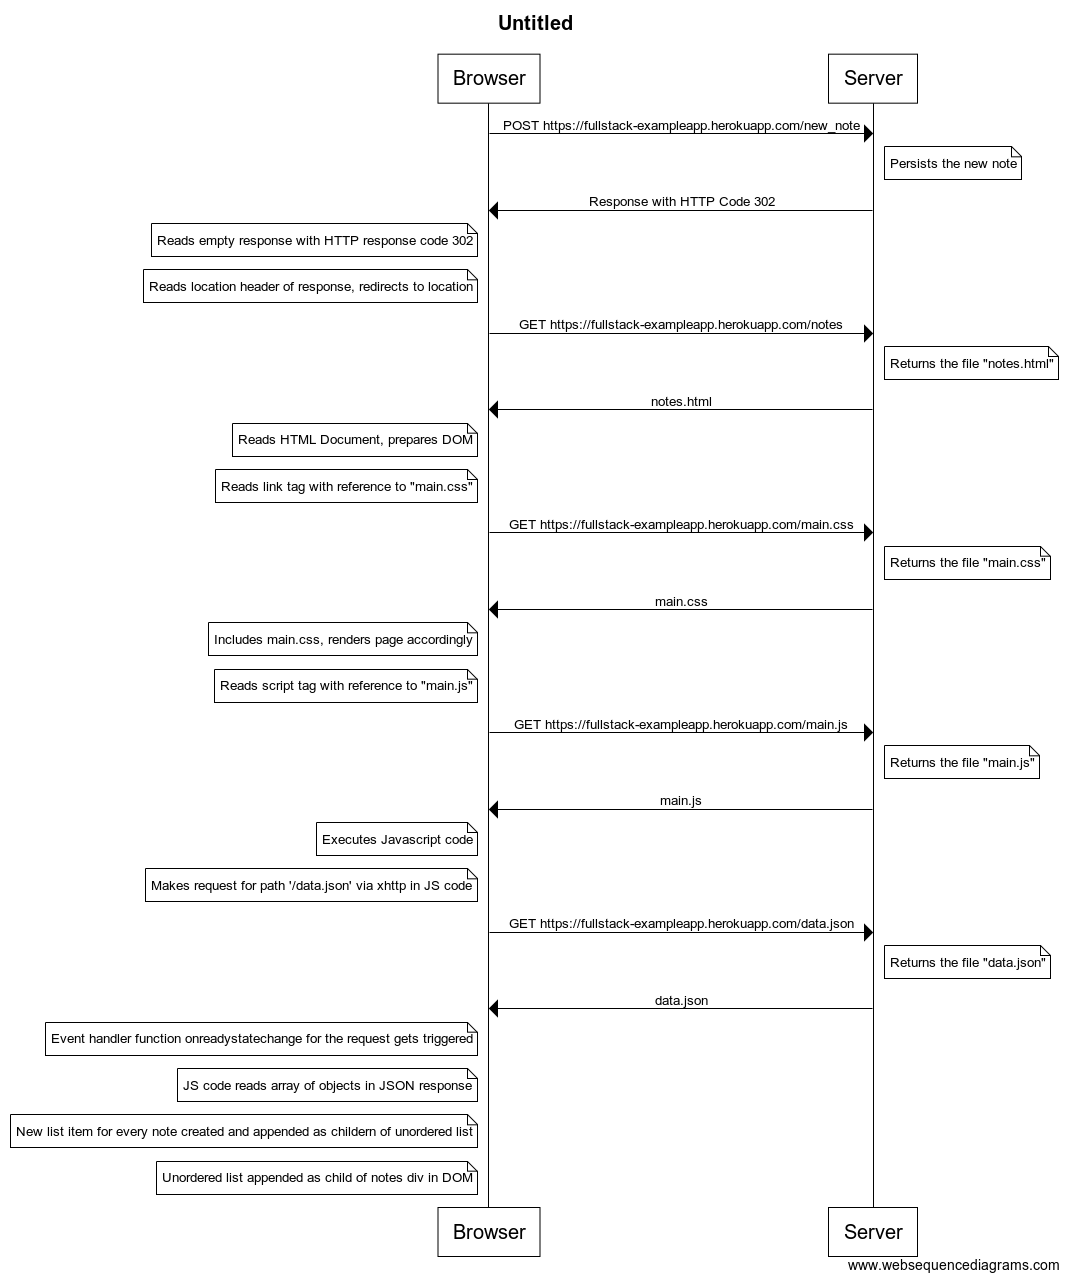 Untitled
Browser
Server
POST https://fullstack-exampleapp.herokuapp.com/new_note
Persists the new note
Response with HTTP Code 302
Reads empty response with HTTP response code 302
Reads location header of response, redirects to location
GET https://fullstack-exampleapp.herokuapp.com/notes
Returns the file "notes.html"
notes.html
Reads HTML Document, prepares DOM
Reads link tag with reference to "main.css"
GET https://fullstack-exampleapp.herokuapp.com/main.css
Returns the file "main.css"
main.css
Includes main.css, renders page accordingly
Reads script tag with reference to "main.js"
GET https://fullstack-exampleapp.herokuapp.com/main.js
Returns the file "main.js"
main.js
Executes Javascript code
Makes request for path '/data.json' via xhttp in JS code
GET https://fullstack-exampleapp.herokuapp.com/data.json
Returns the file "data.json"
data.json
Event handler function onreadystatechange for the request gets triggered
JS code reads array of objects in JSON response
New list item for every note created and appended as childern of unordered list
Unordered list appended as child of notes div in DOM
Browser
Server
www.websequencediagrams.com